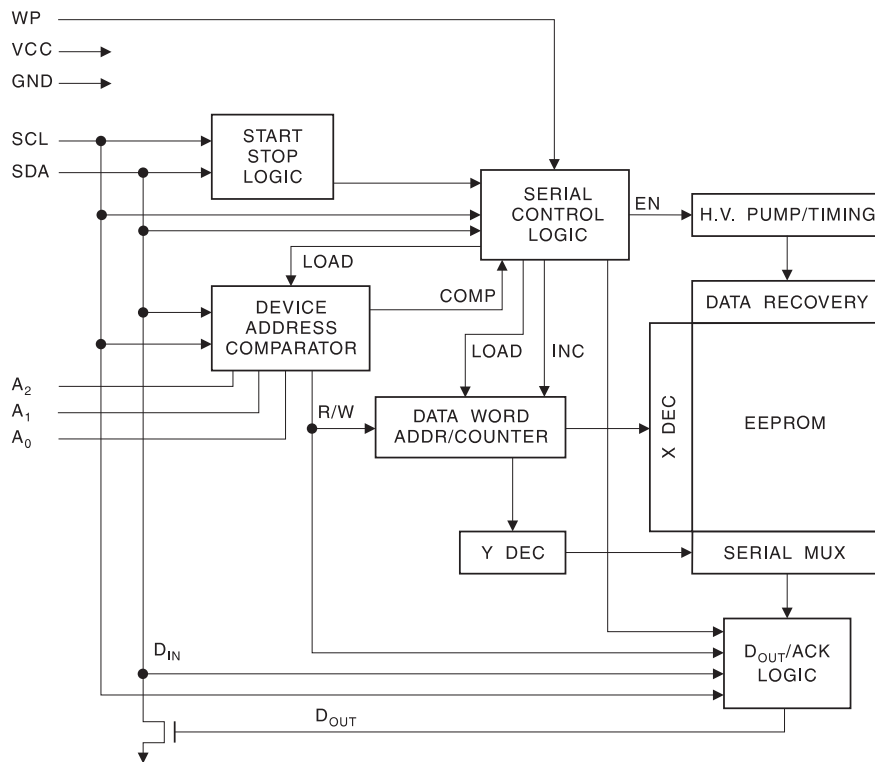 WP
VCC
GND
SCL
SDA
START
STOP
LOGIC
SERIAL
CONTROL
LOGIC
EN
H.V. PUMP/TIMING
LOAD
COMP
DEVICE
ADDRESS
COMPARATOR
DATA RECOVERY
LOAD
INC
A2
A1
A0
R/W
DATA WORD
ADDR/COUNTER
X DEC
EEPROM
Y DEC
SERIAL MUX
DIN
DOUT/ACK
LOGIC
DOUT